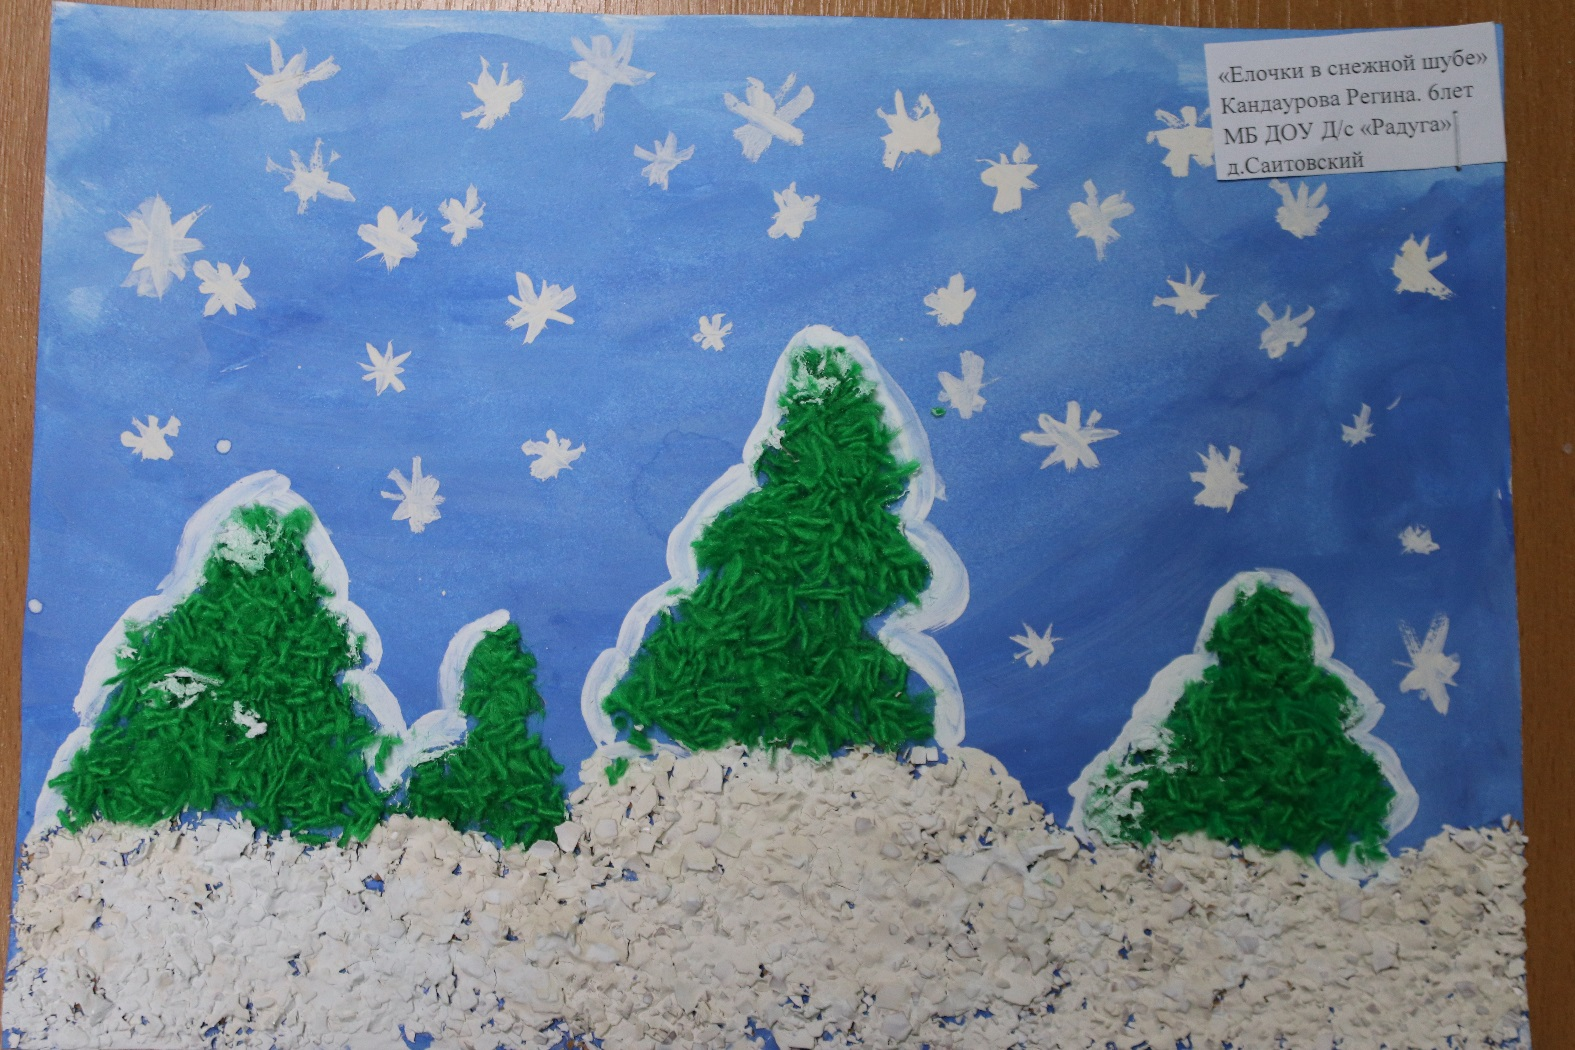 «Елочки в снежной шубе»
Кандаурова Регина. 6лет
МБ ДОУ Д/с «Радуга»
д.Саитовский